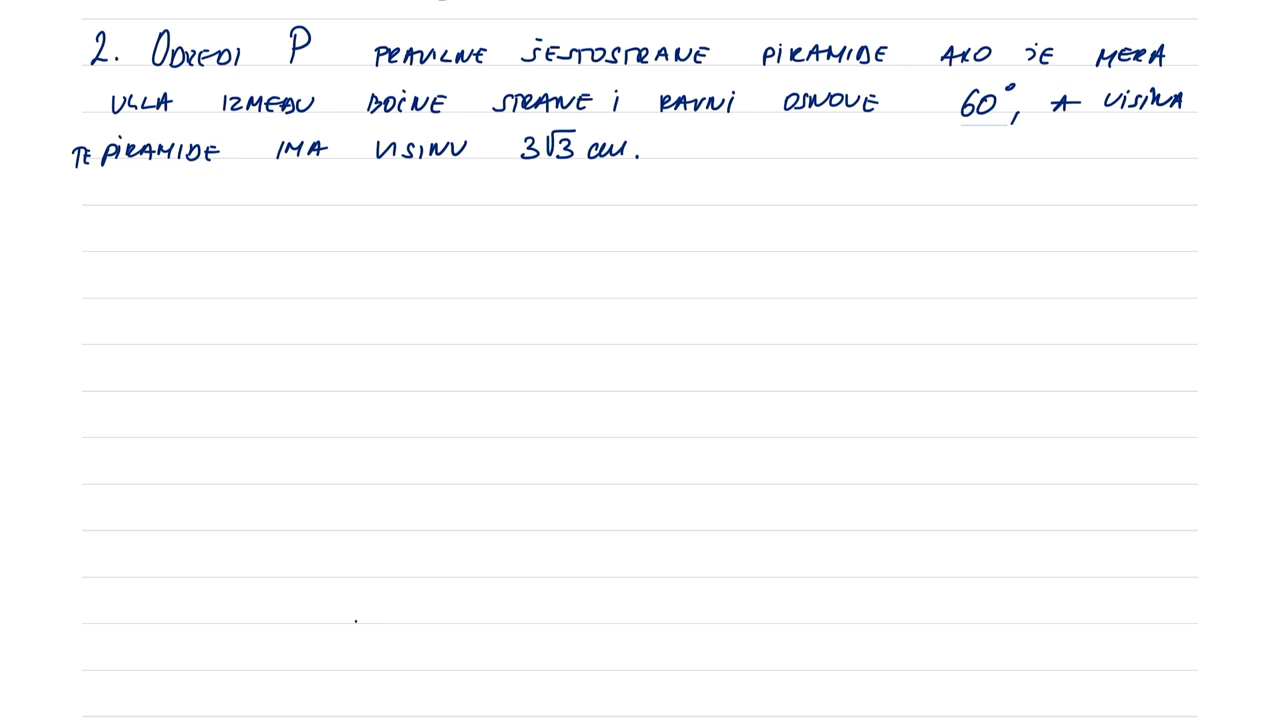 2. ODREDI P PRAVILNE ŠESTOSTRANE PIRAMIDE AKO JE MERA
UGLA IZMEĐU BOČNE STRANE I RAVNI OSNOVE 60°, A VISINA
TE PIRAMIDE IMA VISINU 3√3 cm.